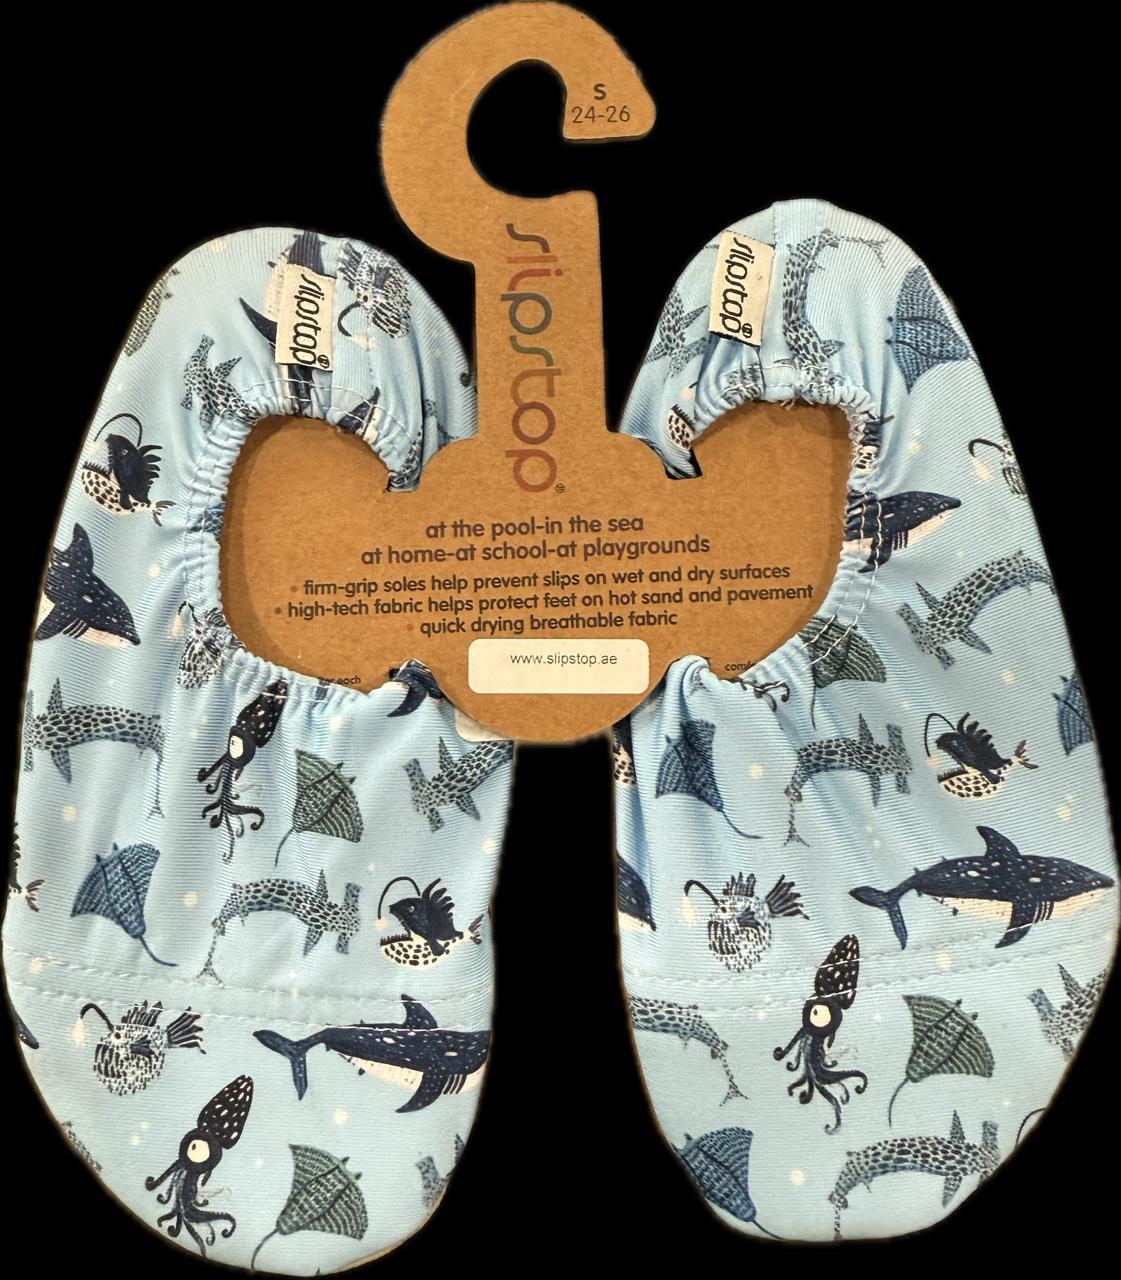 S
24-26
slipstop®
slipstop
slipstop
at the pool-in the sea
at home-at school-at playgrounds
• firm-grip soles help prevent slips on wet and dry surfaces
• high-tech fabric helps protect feet on hot sand and pavement
• quick drying breathable fabric
www.slipstop.ae
each